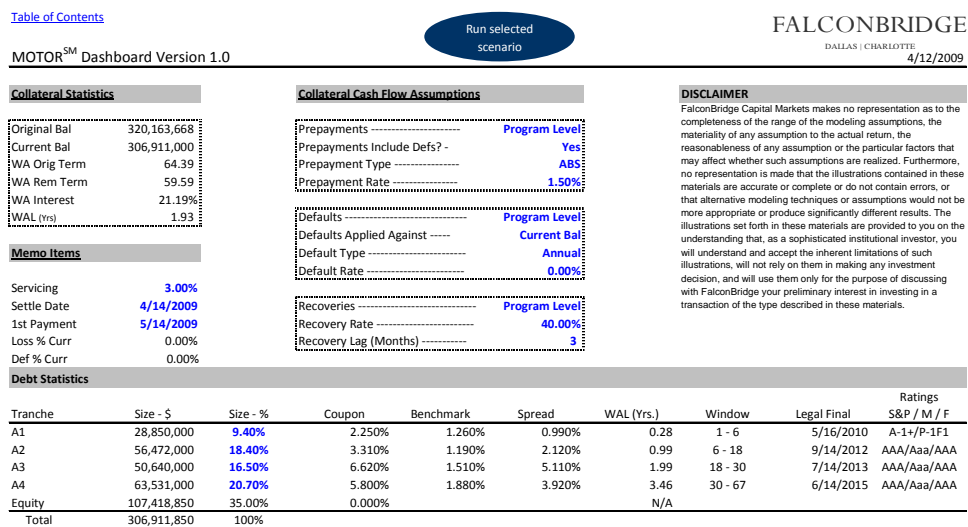 Table of Contents
Run selected
scenario
FALCONBRIDGE
DALLAS | CHARLOTTE
MOTOR^SM Dashboard Version 1.0
4/12/2009
Collateral Statistics
Original Bal 320,163,668
Current Bal 306,911,000
WA Orig Term 64.39
WA Rem Term 59.59
WA Interest 21.19%
WAL (Yrs) 1.93
Memo Items
Servicing 3.00%
Settle Date 4/14/2009
1st Payment 5/14/2009
Loss % Curr 0.00%
Def % Curr 0.00%
Collateral Cash Flow Assumptions
Prepayments ---------------------- Program Level
Prepayments Include Defs? - Yes
Prepayment Type ---------------- ABS
Prepayment Rate ---------------- 1.50%
Defaults ------------------------------ Program Level
Defaults Applied Against ----- Current Bal
Default Type ----------------------- Annual
Default Rate ----------------------- 0.00%
Recoveries ------------------------- Program Level
Recovery Rate ------------------------ 40.00%
Recovery Lag (Months) ----------- 3
DISCLAIMER
FalconBridge Capital Markets makes no representation as to the
completeness of the range of the modeling assumptions, the
materiality of any assumption to the actual return, the
reasonableness of any assumption or the particular factors that
may affect whether such assumptions are realized. Furthermore,
no representation is made that the illustrations contained in these
materials are accurate or complete or do not contain errors, or
that alternative modeling techniques or assumptions would not be
more appropriate or produce significantly different results. The
illustrations set forth in these materials are provided to you on the
understanding that, as a sophisticated institutional investor, you
will understand and accept the inherent limitations of such
illustrations, will not rely on them in making any investment
decision, and will use them only for the purpose of discussing
with FalconBridge your preliminary interest in investing in a
transaction of the type described in these materials.
Debt Statistics
Ratings
Tranche Size - $ Size - % Coupon Benchmark Spread WAL (Yrs.) Window Legal Final S&P / M / F
A1 28,850,000 9.40% 2.250% 1.260% 0.990% 0.28 1 - 6 5/16/2010 A-1+/P-1F1
A2 56,472,000 18.40% 3.310% 1.190% 2.120% 0.99 6 - 18 9/14/2012 AAA/Aaa/AAA
A3 50,640,000 16.50% 6.620% 1.510% 5.110% 1.99 18 - 30 7/14/2013 AAA/Aaa/AAA
A4 63,531,000 20.70% 5.800% 1.880% 3.920% 3.46 30 - 67 6/14/2015 AAA/Aaa/AAA
Equity 107,418,850 35.00% 0.000% N/A
Total 306,911,850 100%